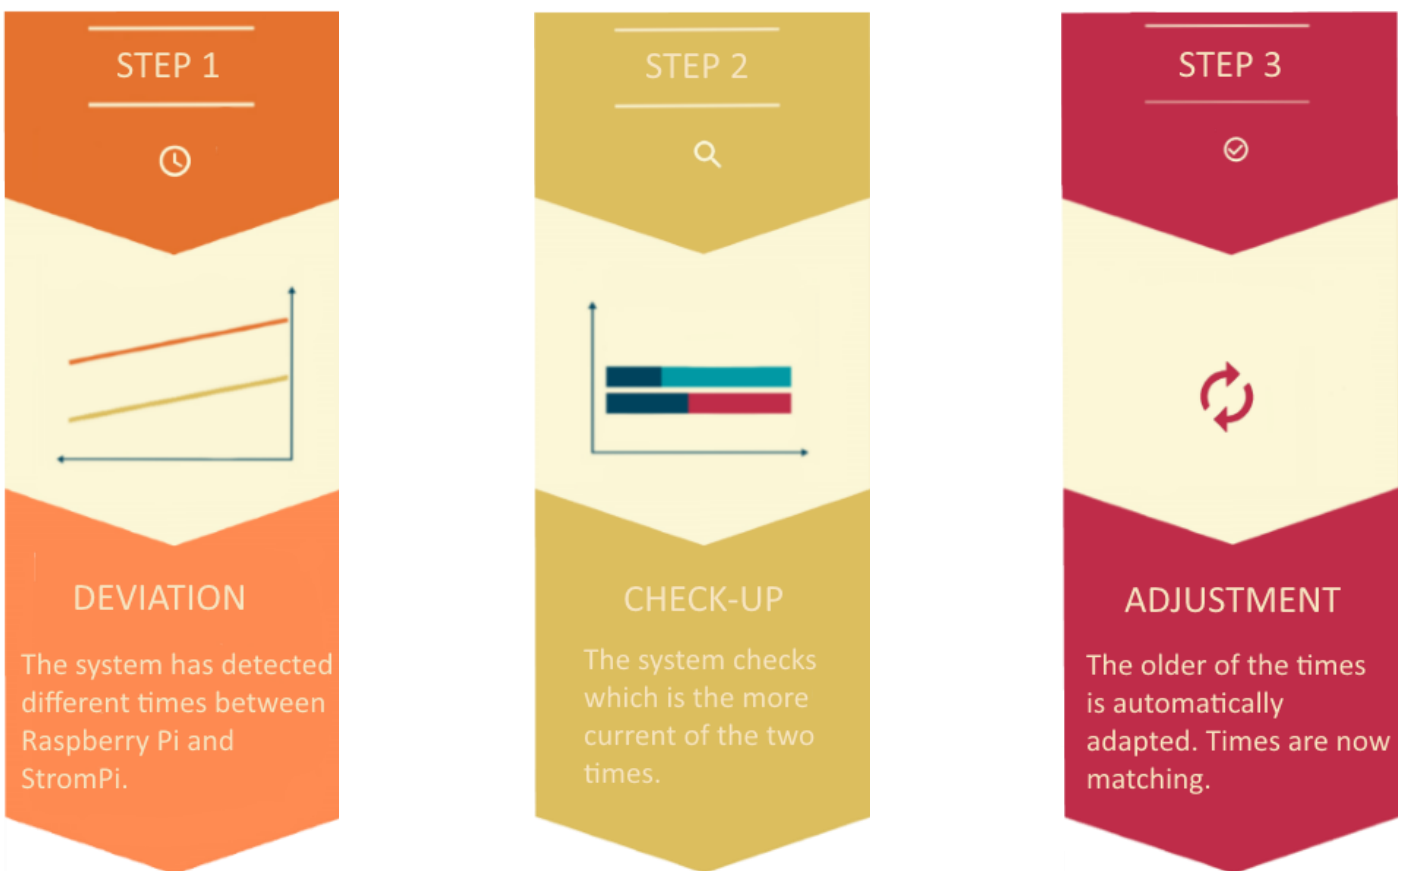 STEP 1
DEVIATION
The system has detected
different times between
Raspberry Pi and
StromPi.
STEP 2
CHECK-UP
The system checks
which is the more
current of the two
times.
STEP 3
ADJUSTMENT
The older of the times
is automatically
adapted. Times are now
matching.